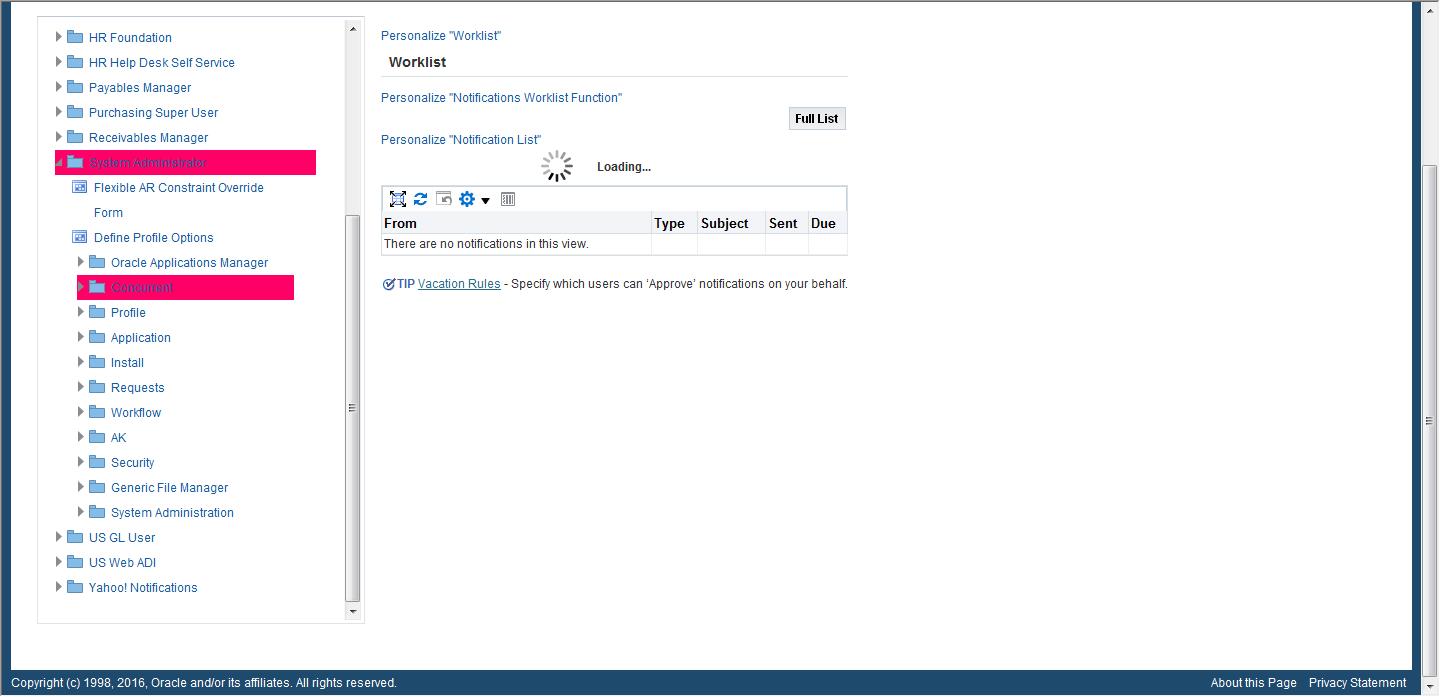 HR Foundation
HR Help Desk Self Service
Payables Manager
Purchasing Super User
Receivables Manager
System Administrator
Flexible AR Constraint Override
Form
Define Profile Options
Oracle Applications Manager
Concurrent
Profile
Application
Install
Requests
Workflow
AK
Security
Generic File Manager
System Administration
US GL User
US Web ADI
Yahoo! Notifications
Personalize "Worklist"
Worklist
Personalize "Notifications Worklist Function"
Full List
Personalize "Notification List"
Loading...
From Type Subject Sent Due
There are no notifications in this view.
TIP Vacation Rules - Specify which users can ‘Approve’ notifications on your behalf.
Copyright (c) 1998, 2016, Oracle and/or its affiliates. All rights reserved.
About this Page Privacy Statement